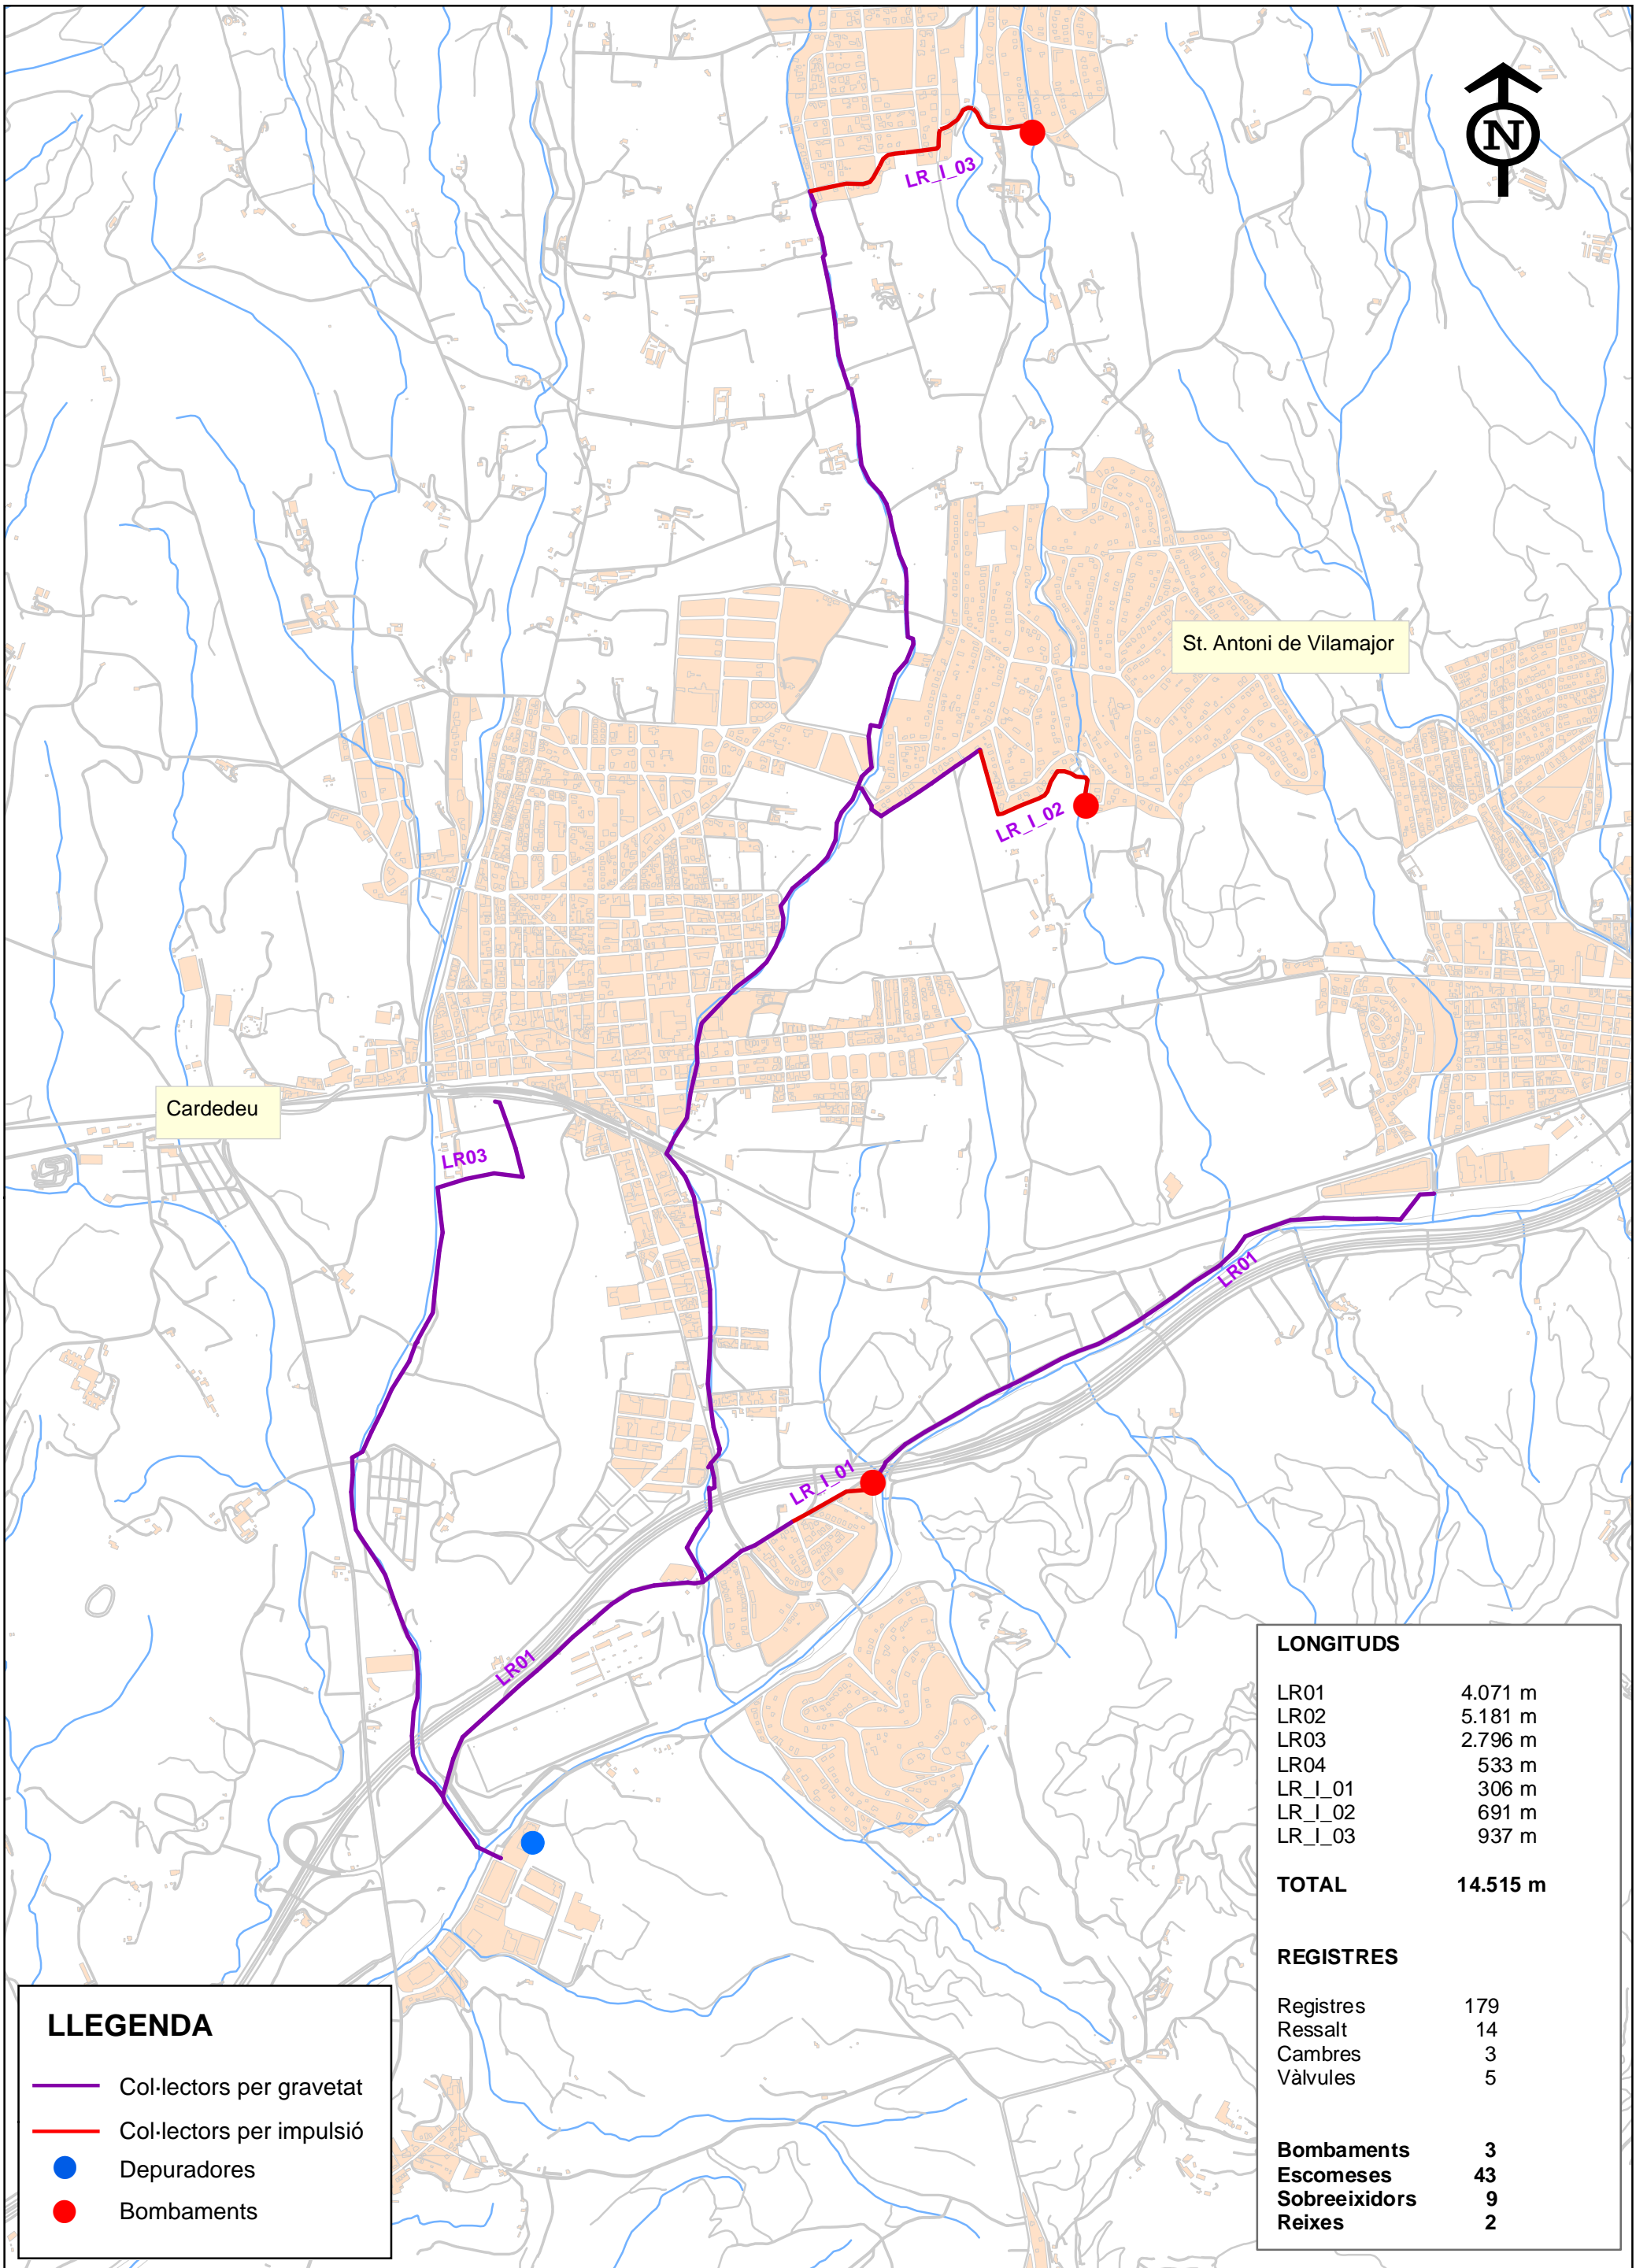 N
LR_I_03
St. Antoni de Vilamajor
LR_I_02
Cardedeu
LR03
LR01
LR_I_01
LR01
LONGITUDS
LR01 4.071 m
LR02 5.181 m
LR03 2.796 m
LR04 533 m
LR_I_01 306 m
LR_I_02 691 m
LR_I_03 937 m
TOTAL 14.515 m
REGISTRES
Registres 179
Ressalt 14
Cambres 3
Vàlvules 5
Bombaments 3
Escomeses 43
Sobreeixidors 9
Reixes 2
LLEGENDA
Col·lectors per gravetat
Col·lectors per impulsió
Depuradores
Bombaments